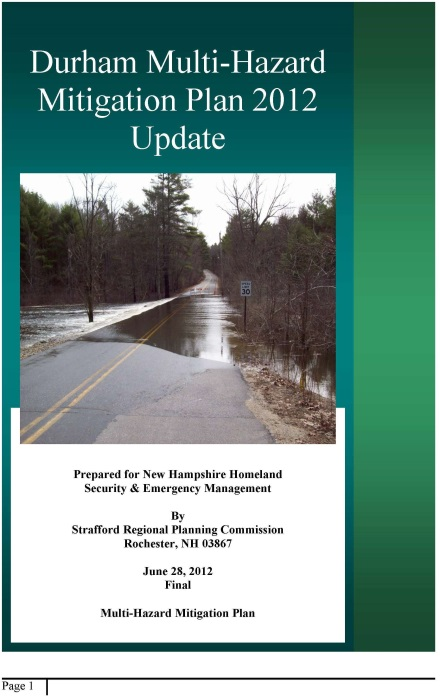 Durham Multi-Hazard
Mitigation Plan 2012
Update
30
Prepared for New Hampshire Homeland
Security & Emergency Management
By
Strafford Regional Planning Commission
Rochester, NH 03867
June 28, 2012
Final
Multi-Hazard Mitigation Plan
Page 1